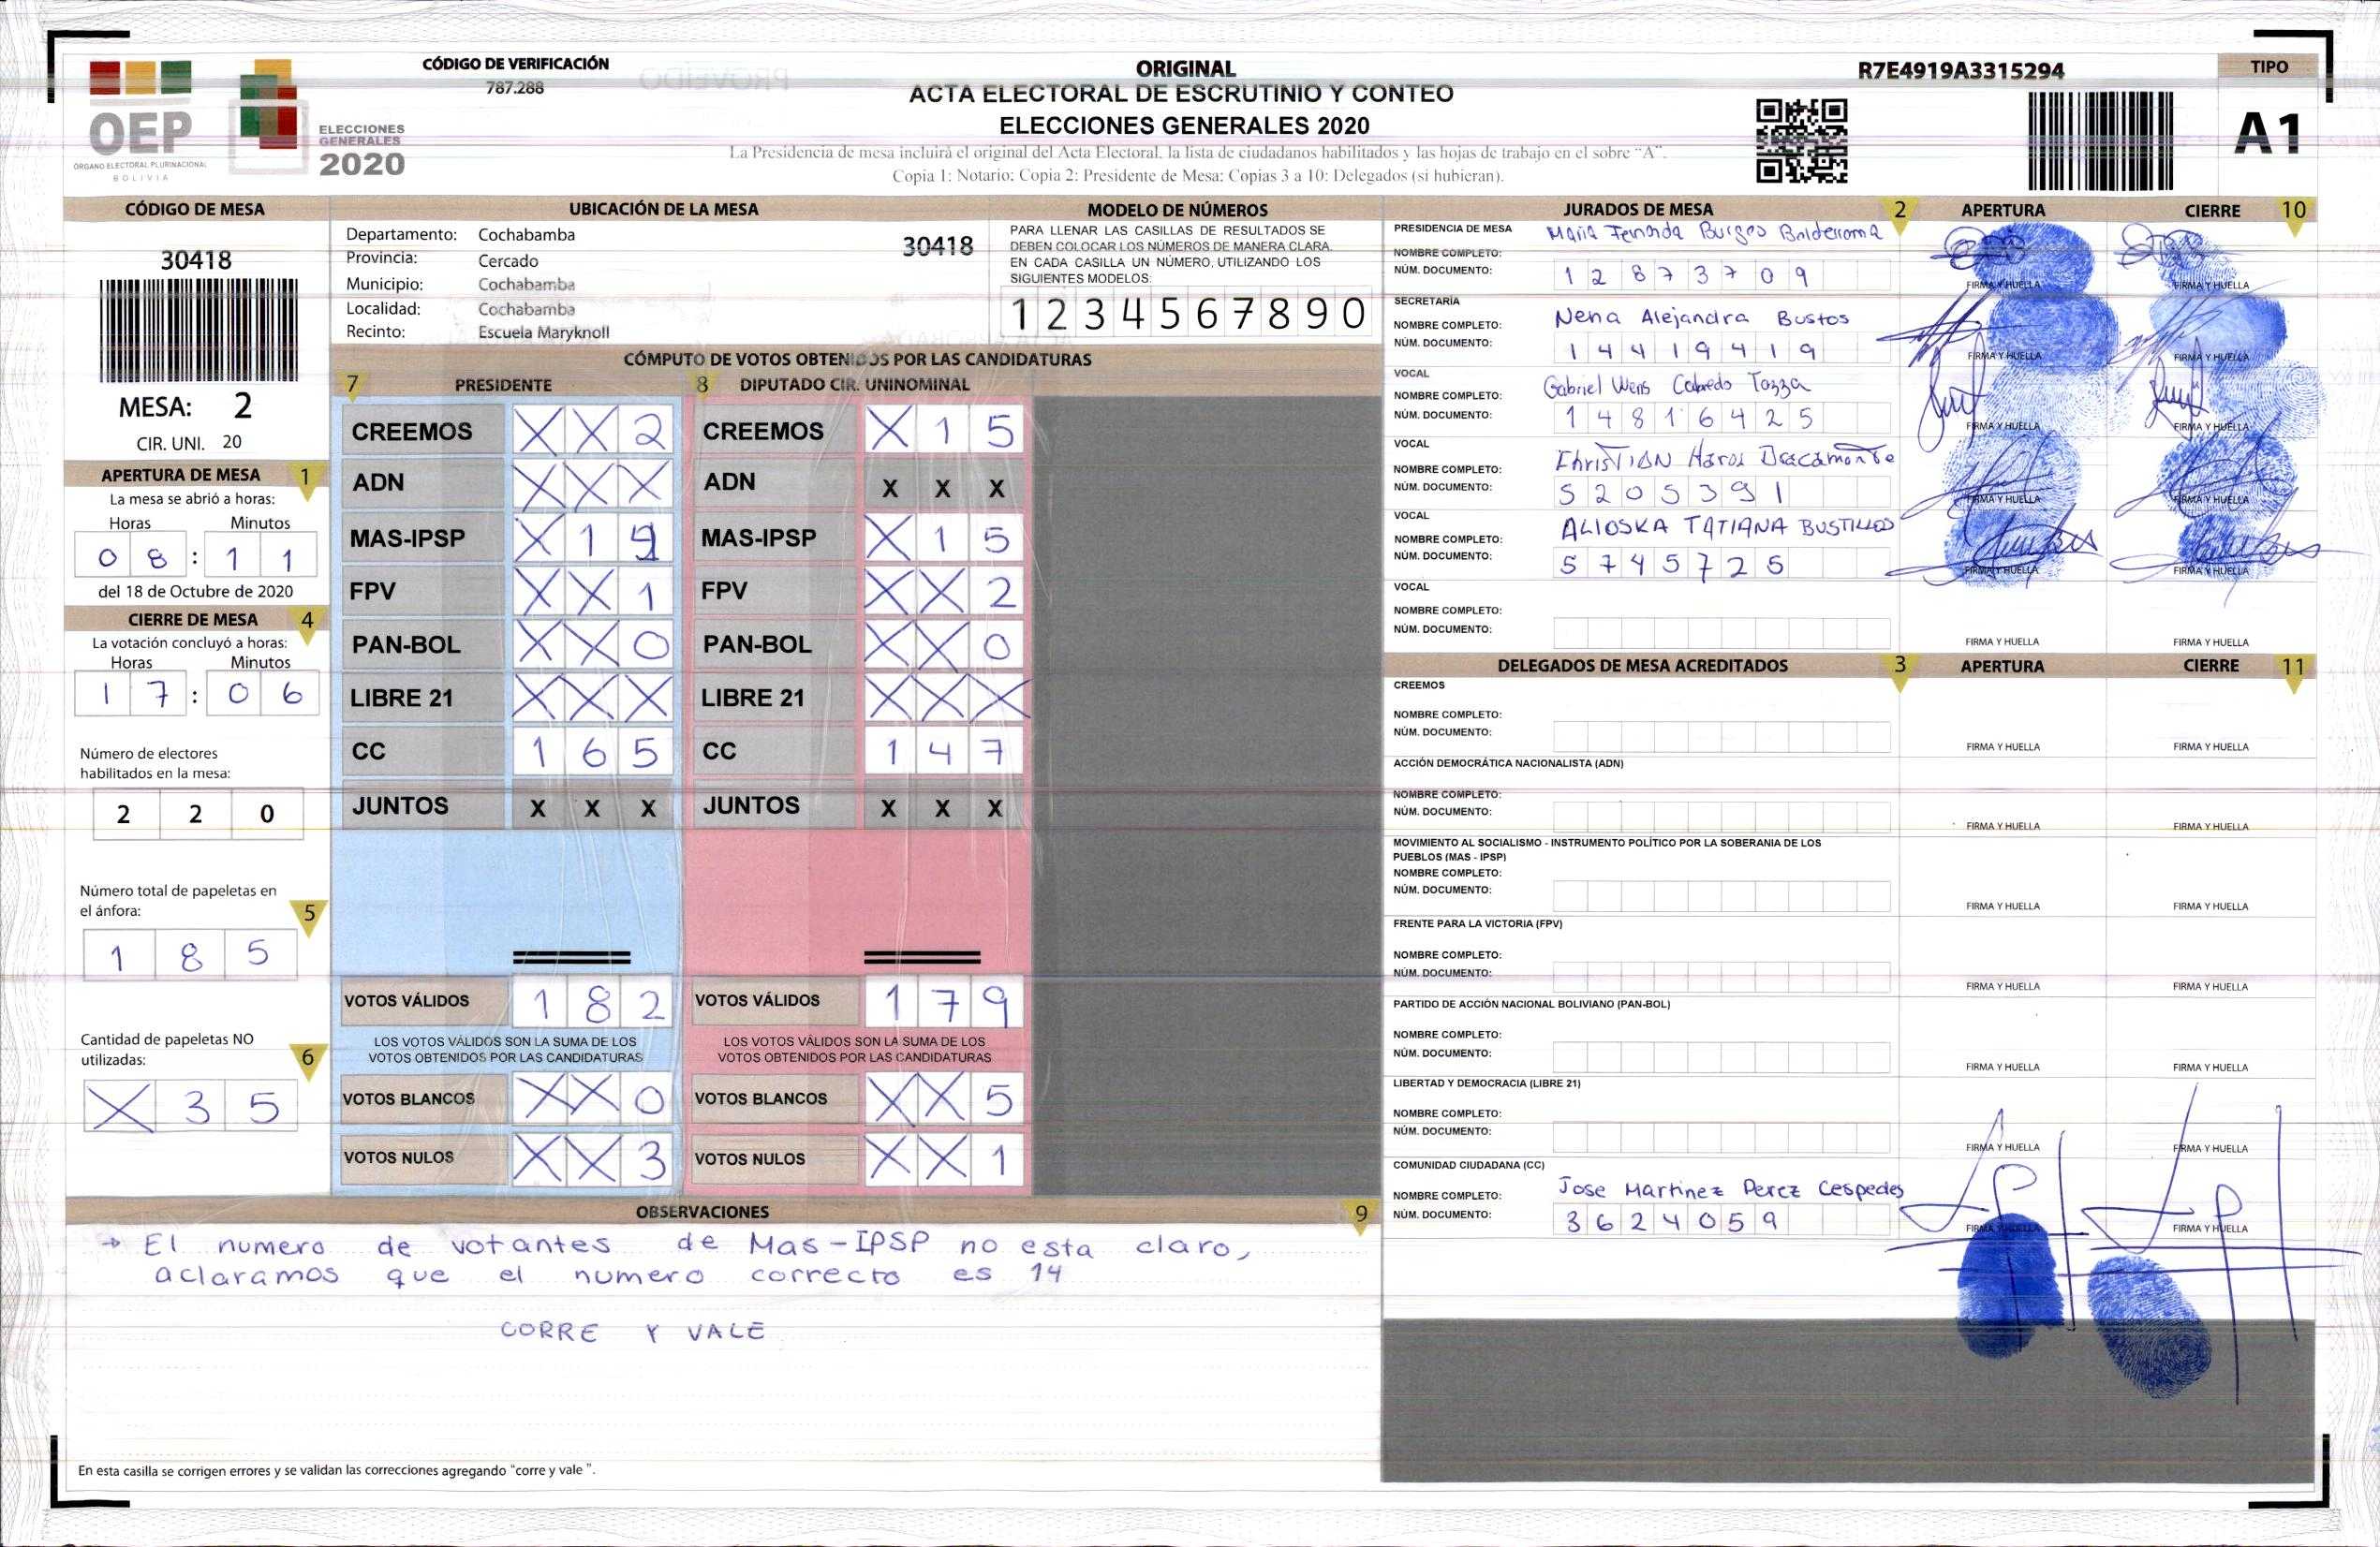 CÓDIGO DE VERIFICACIÓN
787.288
OEP
ÓRGANO ELECTORAL PLURINACIONAL
BOLIVIA
ELECCIONES
GENERALES
2020
ORIGINAL
ACTA ELECTORAL DE ESCRUTINIO Y CONTEO
ELECCIONES GENERALES 2020
La Presidencia de mesa incluirá el original del Acta Electoral, la lista de ciudadanos habilitados y las hojas de trabajo en el sobre "A".
Copia 1: Notario; Copia 2: Presidente de Mesa; Copias 3 a 10: Delegados (si hubieran).
R7E4919A3315294
TIPO
A1
CÓDIGO DE MESA
30418
MESA: 2
CIR. UNI. 20
APERTURA DE MESA 1
La mesa se abrió a horas:
Horas Minutos
0 8 : 1 1
del 18 de Octubre de 2020
CIERRE DE MESA 4
La votación concluyó a horas:
Horas Minutos
1 7 : 0 6
Número de electores
habilitados en la mesa:
2 2 0
Número total de papeletas en
el ánfora:
5
1 8 5
Cantidad de papeletas NO
utilizadas:
6
X 3 5
UBICACIÓN DE LA MESA
Departamento: Cochabamba
30418
Provincia: Cercado
Municipio: Cochabamba
Localidad: Cochabamba
Recinto: Escuela Maryknoll
MODELO DE NÚMEROS
PARA LLENAR LAS CASILLAS DE RESULTADOS SE
DEBEN COLOCAR LOS NÚMEROS DE MANERA CLARA.
EN CADA CASILLA UN NÚMERO, UTILIZANDO LOS
SIGUIENTES MODELOS:
1 2 3 4 5 6 7 8 9 0
CÓMPUTO DE VOTOS OBTENIDOS POR LAS CANDIDATURAS
7 PRESIDENTE 8 DIPUTADO CIR. UNINOMINAL
CREEMOS X X 2 CREEMOS X 1 5
ADN X X X ADN X X X
MAS-IPSP X 1 MAS-IPSP X 1 5
FPV X X 1 FPV X X 2
PAN-BOL X X 0 PAN-BOL X X 0
LIBRE 21 X X X LIBRE 21 X X X
CC 1 6 5 CC 1 4 7
JUNTOS X X X JUNTOS X X X
VOTOS VÁLIDOS 1 8 2 VOTOS VÁLIDOS 1 7 9
LOS VOTOS VÁLIDOS SON LA SUMA DE LOS LOS VOTOS VÁLIDOS SON LA SUMA DE LOS
VOTOS OBTENIDOS POR LAS CANDIDATURAS VOTOS OBTENIDOS POR LAS CANDIDATURAS
VOTOS BLANCOS X X 0 VOTOS BLANCOS X X 5
VOTOS NULOS X X 3 VOTOS NULOS X X 1
OBSERVACIONES 9
→ El numero de votantes de Mas-IPSP no esta claro,
aclaramos que el numero correcto es 14
CORRE Y VALE
En esta casilla se corrigen errores y se validan las correcciones agregando "corre y vale ".
JURADOS DE MESA 2 APERTURA CIERRE 10
PRESIDENCIA DE MESA
NOMBRE COMPLETO: Maria Fernanda Burgos Balderrama
NÚM. DOCUMENTO: 1 2 8 7 3 7 0 9
FIRMA Y HUELLA FIRMA Y HUELLA
SECRETARÍA
NOMBRE COMPLETO: Nena Alejandra Bustos
NÚM. DOCUMENTO: 1 4 4 1 9 4 1 9
FIRMA Y HUELLA FIRMA Y HUELLA
VOCAL
NOMBRE COMPLETO: Gabriel
NÚM. DOCUMENTO: 1 4 8 1 6 4 2 5
FIRMA Y HUELLA FIRMA Y HUELLA
VOCAL
NOMBRE COMPLETO: Christian Bracamonte
NÚM. DOCUMENTO: 5 2 0 5 3 9 1
FIRMA Y HUELLA FIRMA Y HUELLA
VOCAL
NOMBRE COMPLETO: ALIOSKA TATIANA BUSTILLOS
NÚM. DOCUMENTO: 5 7 4 5 7 2 5
FIRMA Y HUELLA FIRMA Y HUELLA
VOCAL
NOMBRE COMPLETO:
NÚM. DOCUMENTO:
FIRMA Y HUELLA FIRMA Y HUELLA
DELEGADOS DE MESA ACREDITADOS 3 APERTURA CIERRE 11
CREEMOS
NOMBRE COMPLETO:
NÚM. DOCUMENTO:
FIRMA Y HUELLA FIRMA Y HUELLA
ACCIÓN DEMOCRÁTICA NACIONALISTA (ADN)
NOMBRE COMPLETO:
NÚM. DOCUMENTO:
FIRMA Y HUELLA FIRMA Y HUELLA
MOVIMIENTO AL SOCIALISMO - INSTRUMENTO POLÍTICO POR LA SOBERANIA DE LOS
PUEBLOS (MAS - IPSP)
NOMBRE COMPLETO:
NÚM. DOCUMENTO:
FIRMA Y HUELLA FIRMA Y HUELLA
FRENTE PARA LA VICTORIA (FPV)
NOMBRE COMPLETO:
NÚM. DOCUMENTO:
FIRMA Y HUELLA FIRMA Y HUELLA
PARTIDO DE ACCIÓN NACIONAL BOLIVIANO (PAN-BOL)
NOMBRE COMPLETO:
NÚM. DOCUMENTO:
FIRMA Y HUELLA FIRMA Y HUELLA
LIBERTAD Y DEMOCRACIA (LIBRE 21)
NOMBRE COMPLETO:
NÚM. DOCUMENTO:
FIRMA Y HUELLA FIRMA Y HUELLA
COMUNIDAD CIUDADANA (CC)
NOMBRE COMPLETO: Jose Martinez Perez Cespedes
NÚM. DOCUMENTO: 3 6 2 4 0 5 9
FIRMA Y HUELLA FIRMA Y HUELLA